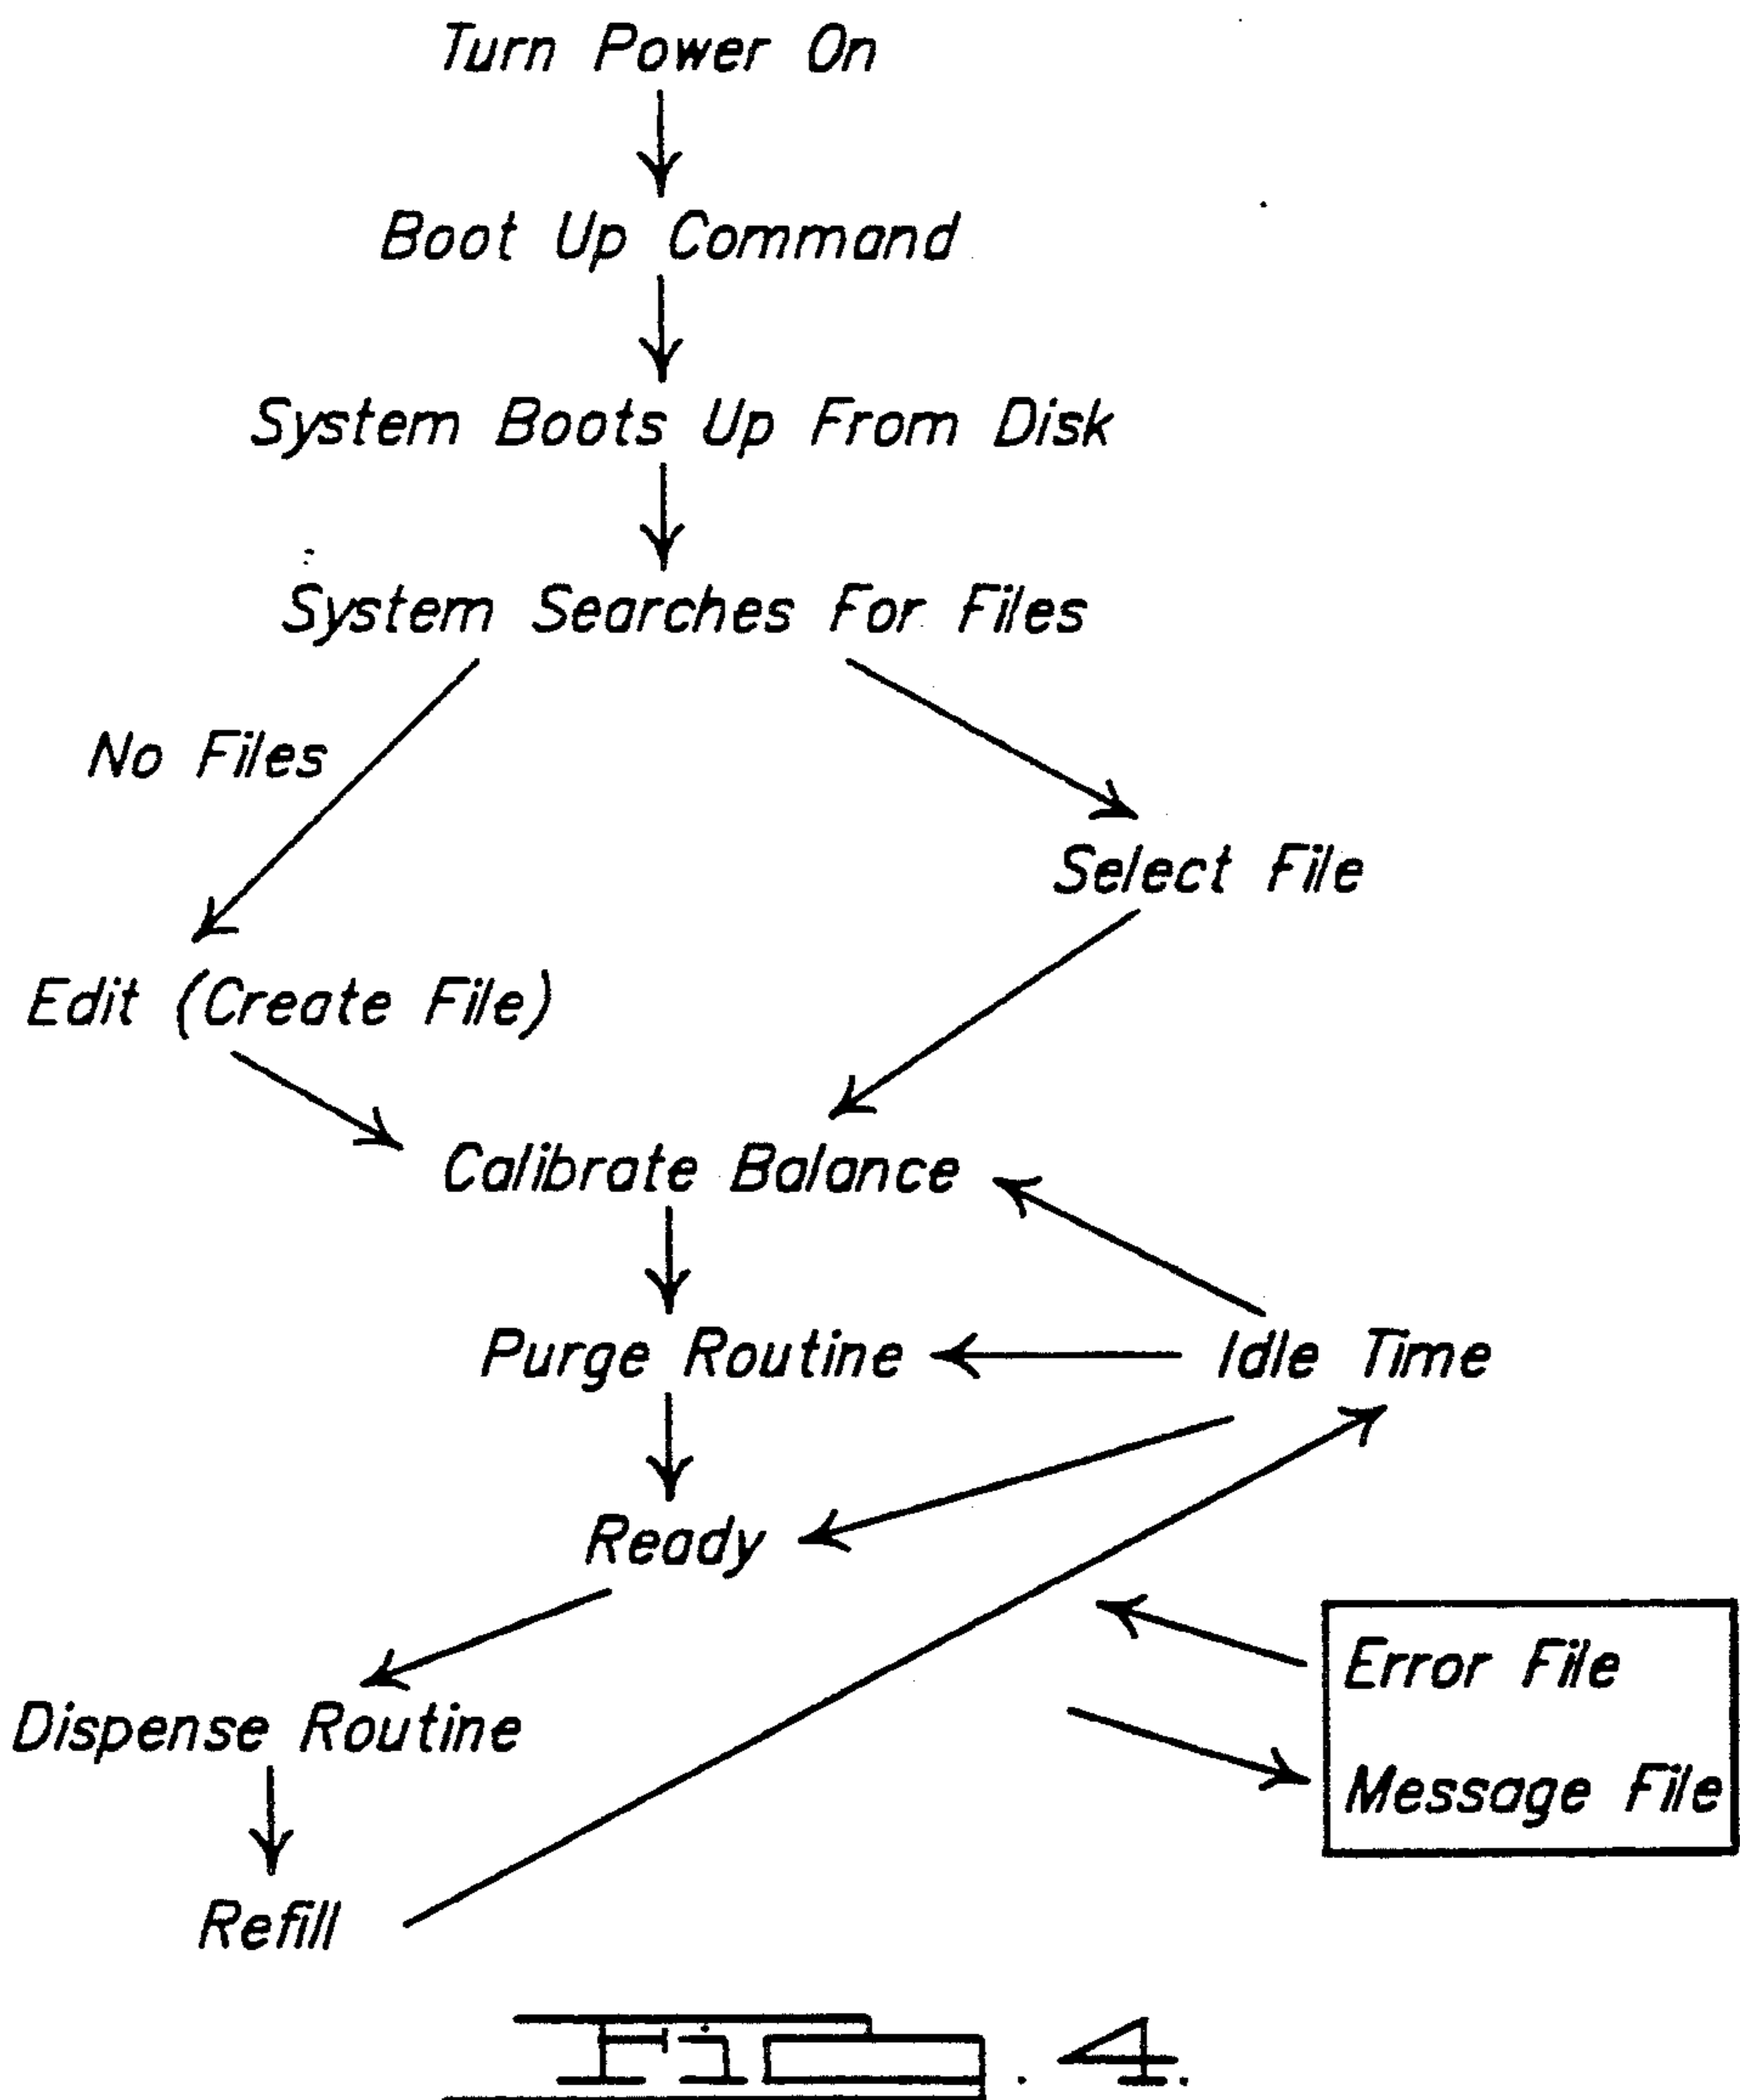 Turn Power On
Boot Up Command
System Boots Up From Disk
System Searches For Files
No Files
Select File
Edit (Create File)
Calibrate Balance
Purge Routine
Idle Time
Ready
Error File
Dispense Routine
Message File
Refill
Fig. 4.